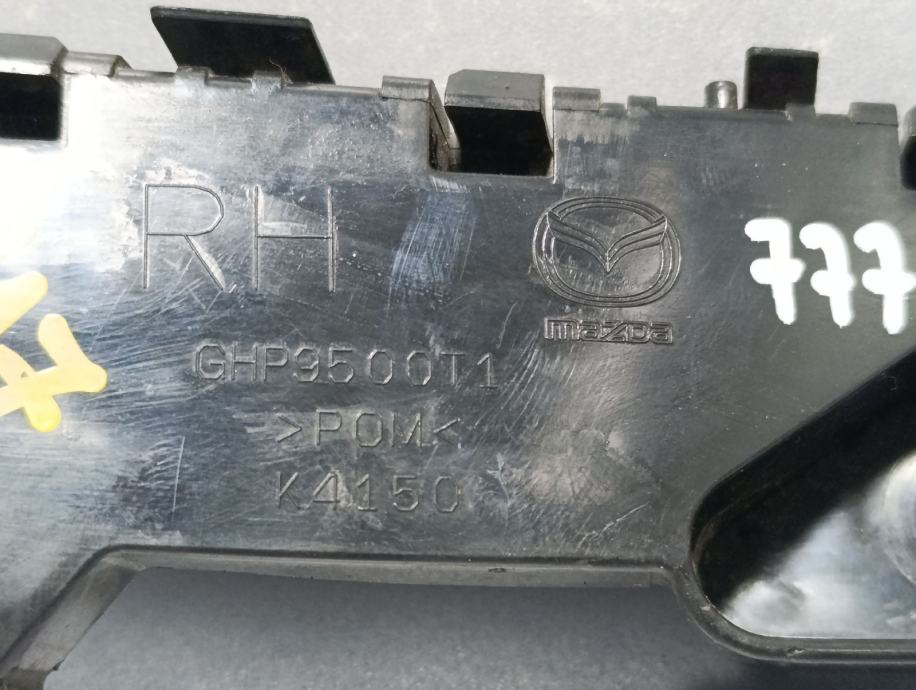 RH
mazda
777
GHP9500T1
>POM<
K4150